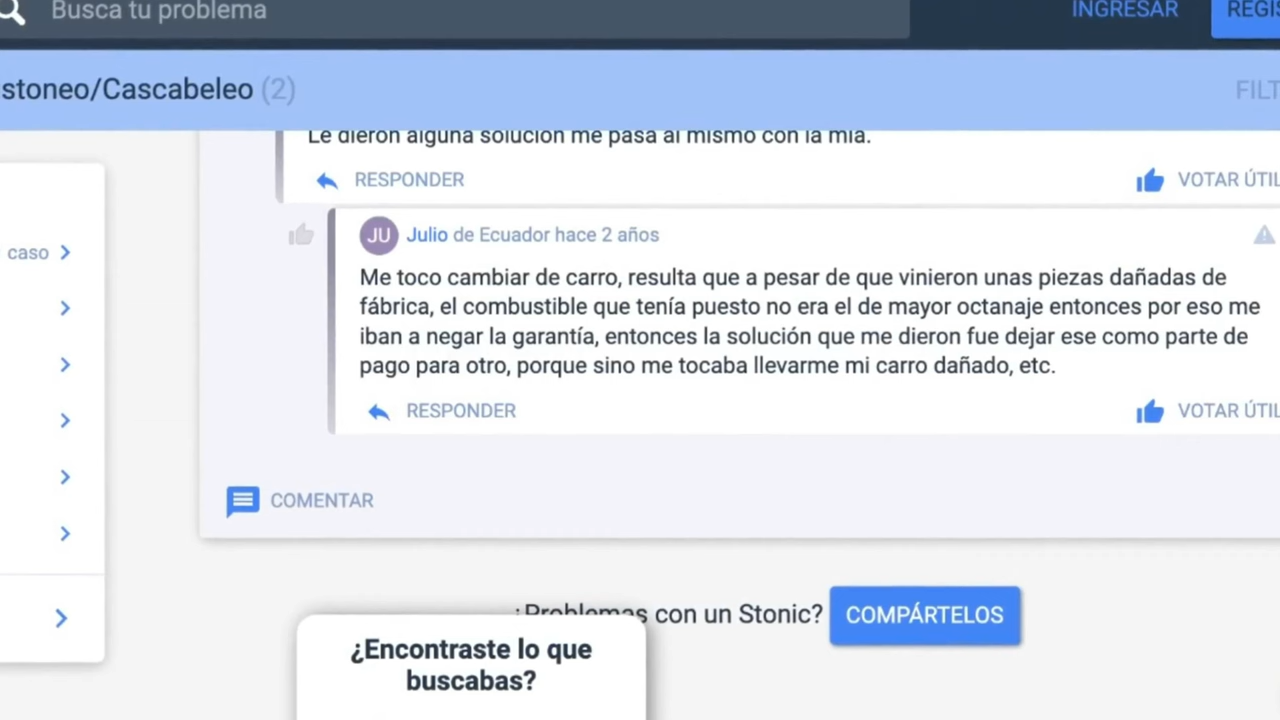 Busca tu problema
INGRESAR
REGIS
stoneo/Cascabeleo (2)
FILT
Le dieron alguna solución me pasa al mismo con la mia.
RESPONDER
VOTAR ÚTIL
caso
JU Julio de Ecuador hace 2 años
Me toco cambiar de carro, resulta que a pesar de que vinieron unas piezas dañadas de
fábrica, el combustible que tenía puesto no era el de mayor octanaje entonces por eso me
iban a negar la garantía, entonces la solución que me dieron fue dejar ese como parte de
pago para otro, porque sino me tocaba llevarme mi carro dañado, etc.
RESPONDER
VOTAR ÚTIL
COMENTAR
¿Problemas con un Stonic?
COMPÁRTELOS
¿Encontraste lo que
buscabas?